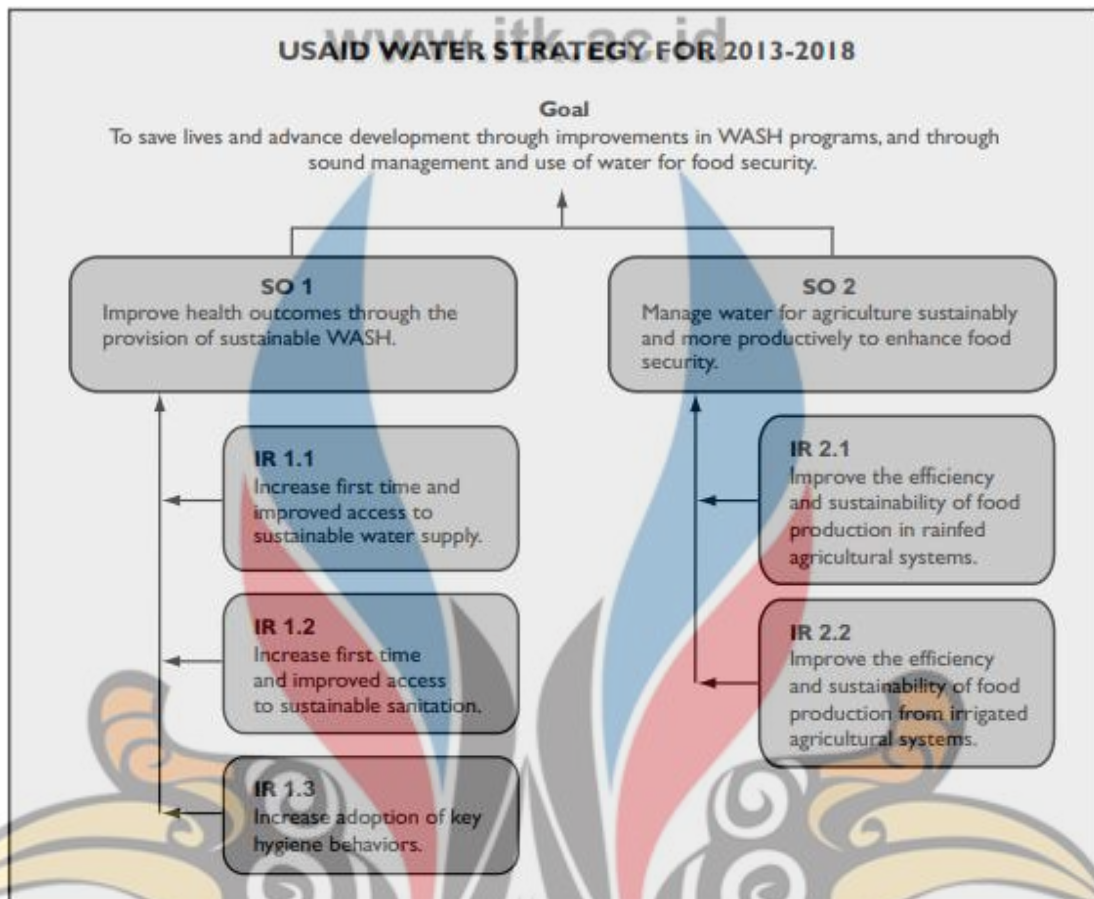 www.itk.ac.id
USAID WATER STRATEGY FOR 2013-2018
Goal
To save lives and advance development through improvements in WASH programs, and through
sound management and use of water for food security.
SO 1
Improve health outcomes through the
provision of sustainable WASH.
IR 1.1
Increase first time and
improved access to
sustainable water supply.
IR 1.2
Increase first time
and improved access
to sustainable sanitation.
IR 1.3
Increase adoption of key
hygiene behaviors.
SO 2
Manage water for agriculture sustainably
and more productively to enhance food
security.
IR 2.1
Improve the efficiency
and sustainability of food
production in rainfed
agricultural systems.
IR 2.2
Improve the efficiency
and sustainability of food
production from irrigated
agricultural systems.